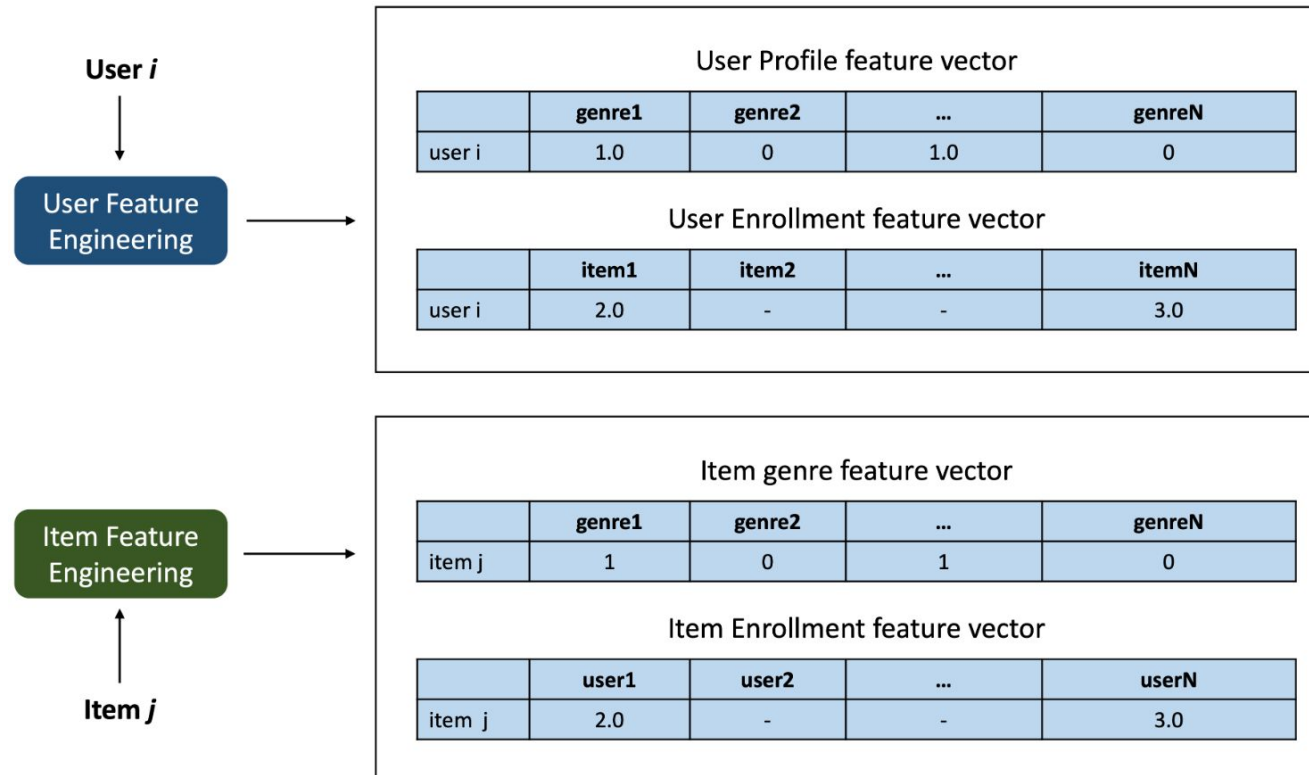 User i
User Feature
Engineering
User Profile feature vector
genre1 genre2 ... genreN
user i 1.0 0 1.0 0
User Enrollment feature vector
item1 item2 ... itemN
user i 2.0 - - 3.0
Item Feature
Engineering
Item j
Item genre feature vector
genre1 genre2 ... genreN
item j 1 0 1 0
Item Enrollment feature vector
user1 user2 ... userN
item j 2.0 - - 3.0